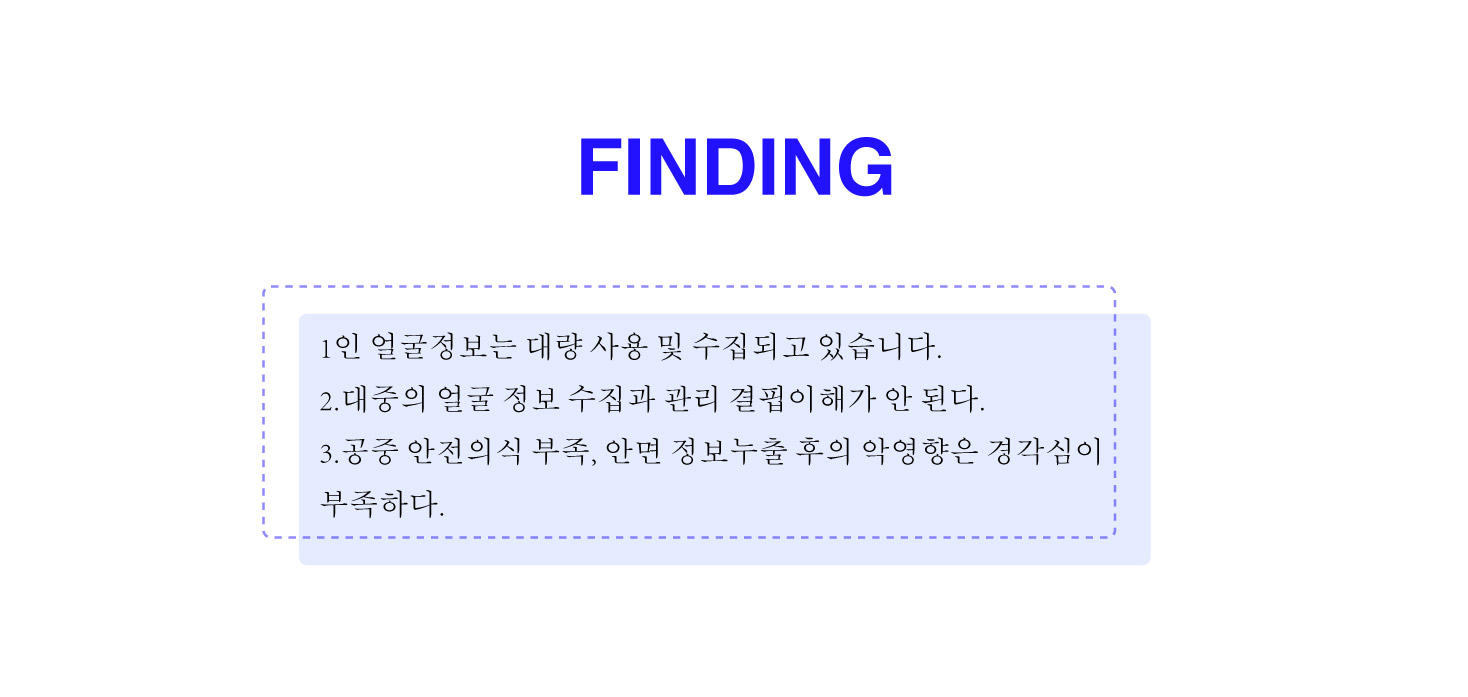 FINDING
1인 얼굴정보는 대량 사용 및 수집되고 있습니다.
2.대중의 얼굴 정보 수집과 관리 결핍이해가 안 된다.
3.공중 안전의식 부족, 안면 정보누출 후의 악영향은 경각심이
부족하다.